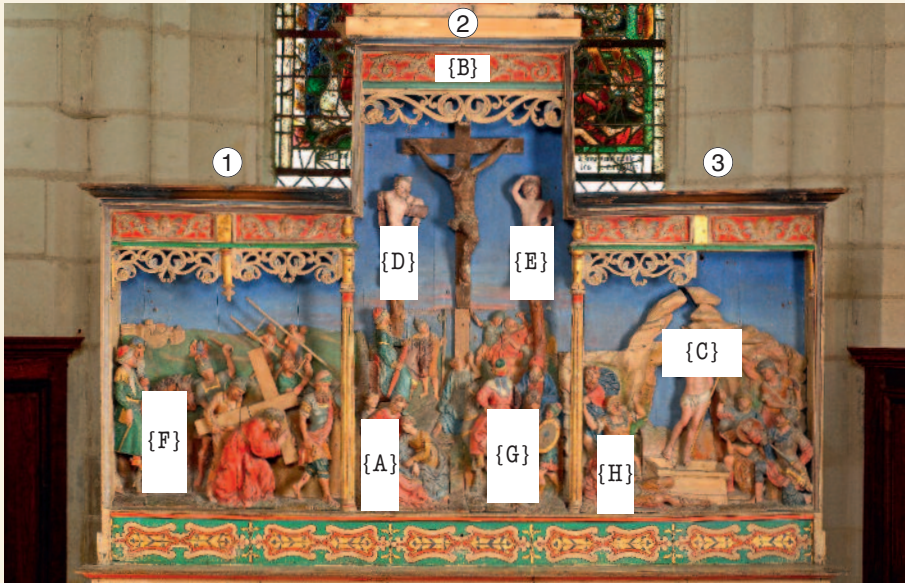 ②
{B}
①
③
{D}
{E}
{C}
{F}
{A}
{G}
{H}